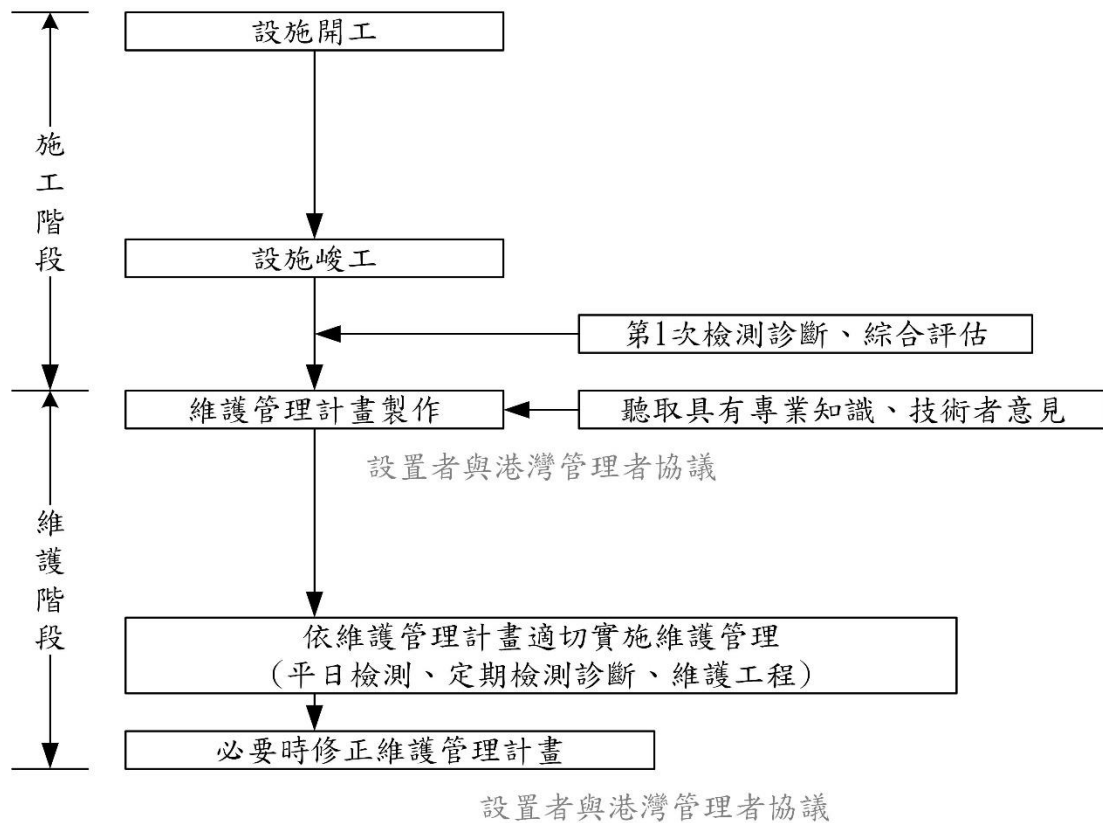 設施開工
施工階段
設施峻工
第1次檢測診斷、綜合評估
維護管理計畫製作
聽取具有專業知識、技術者意見
設置者與港灣管理者協議
維護階段
依維護管理計畫適切實施維護管理
(平日檢測、定期檢測診斷、維護工程)
必要時修正維護管理計畫
設置者與港灣管理者協議